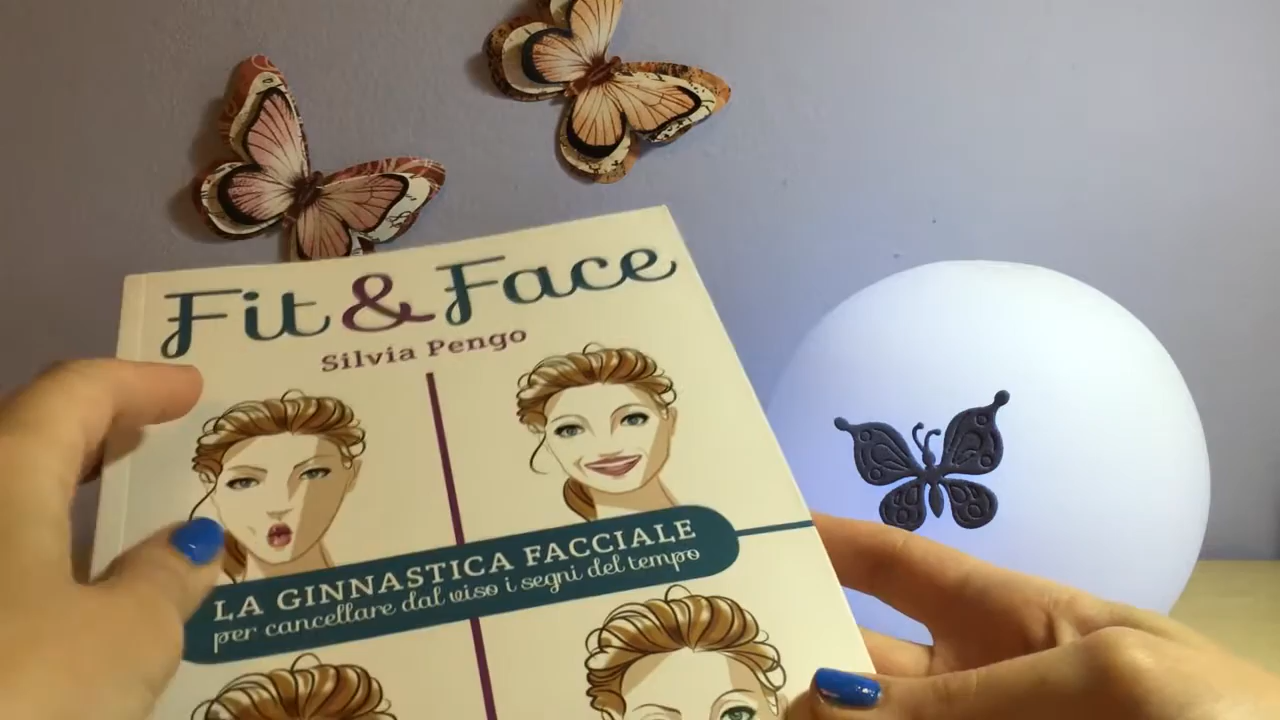 Fit & Face
Silvia Pengo
LA GINNASTICA FACCIALE
per cancellare dal viso i segni del tempo